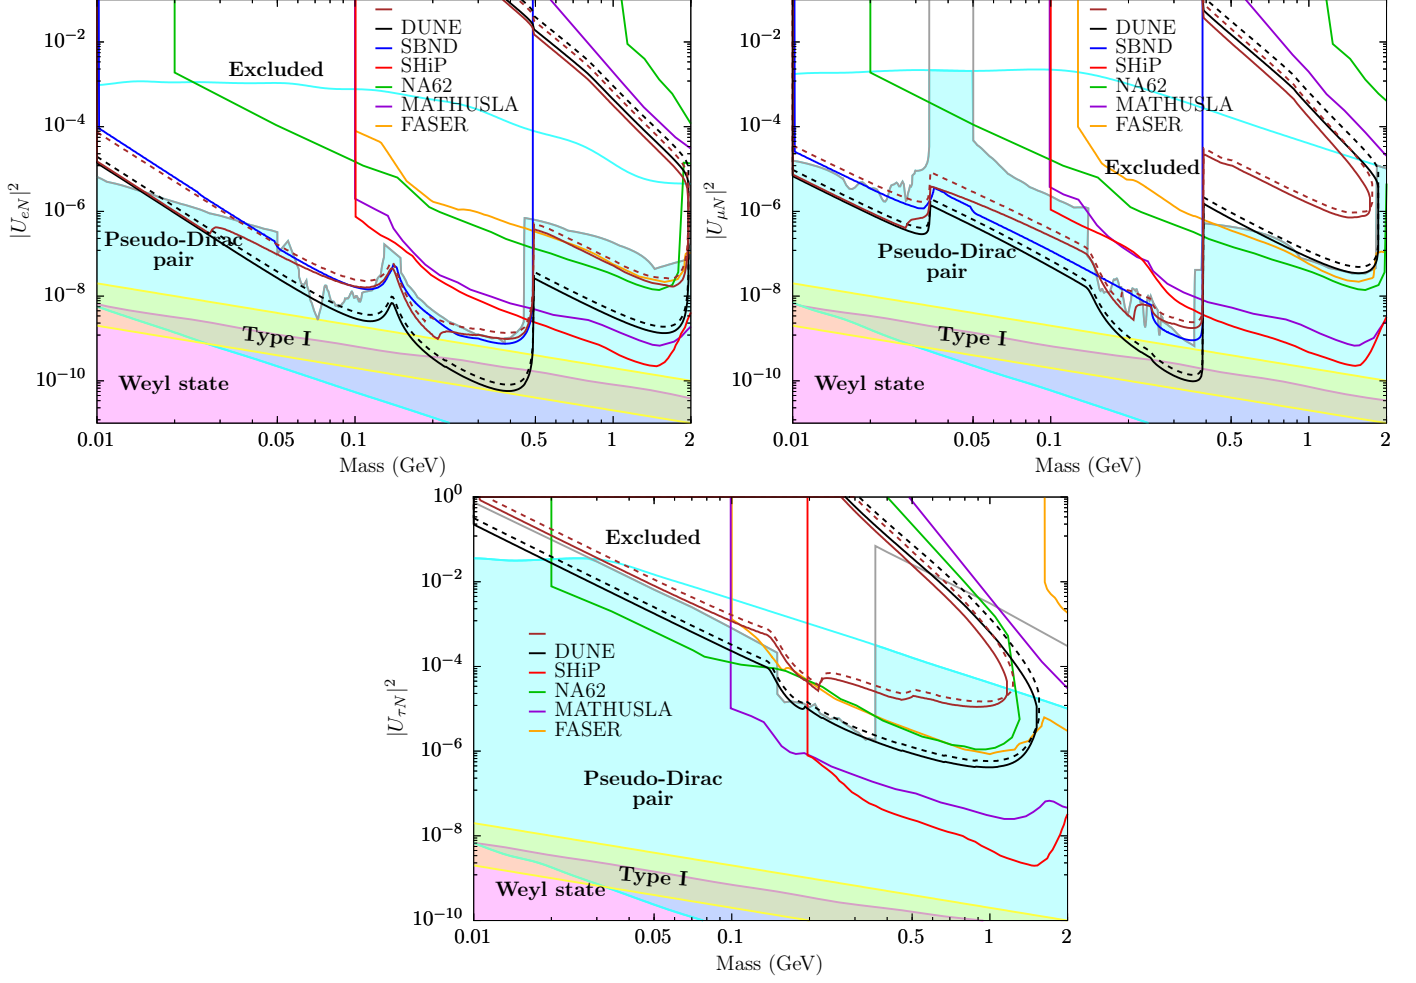 10−2
10−4
10−6
10−8
10−10
|UeN|2
DUNE
SBND
SHiP
NA62
MATHUSLA
FASER
Excluded
Pseudo-Dirac
pair
Type I
Weyl state
0.01
0.05
0.1
0.5
1
2
Mass (GeV)
10−2
10−4
10−6
10−8
10−10
|UμN|2
DUNE
SBND
SHiP
NA62
MATHUSLA
FASER
Excluded
Pseudo-Dirac
pair
Type I
Weyl state
0.01
0.05
0.1
0.5
1
2
Mass (GeV)
100
10−2
10−4
10−6
10−8
10−10
|UτN|2
Excluded
DUNE
SHiP
NA62
MATHUSLA
FASER
Pseudo-Dirac
pair
Type I
Weyl state
0.01
0.05
0.1
0.5
1
2
Mass (GeV)